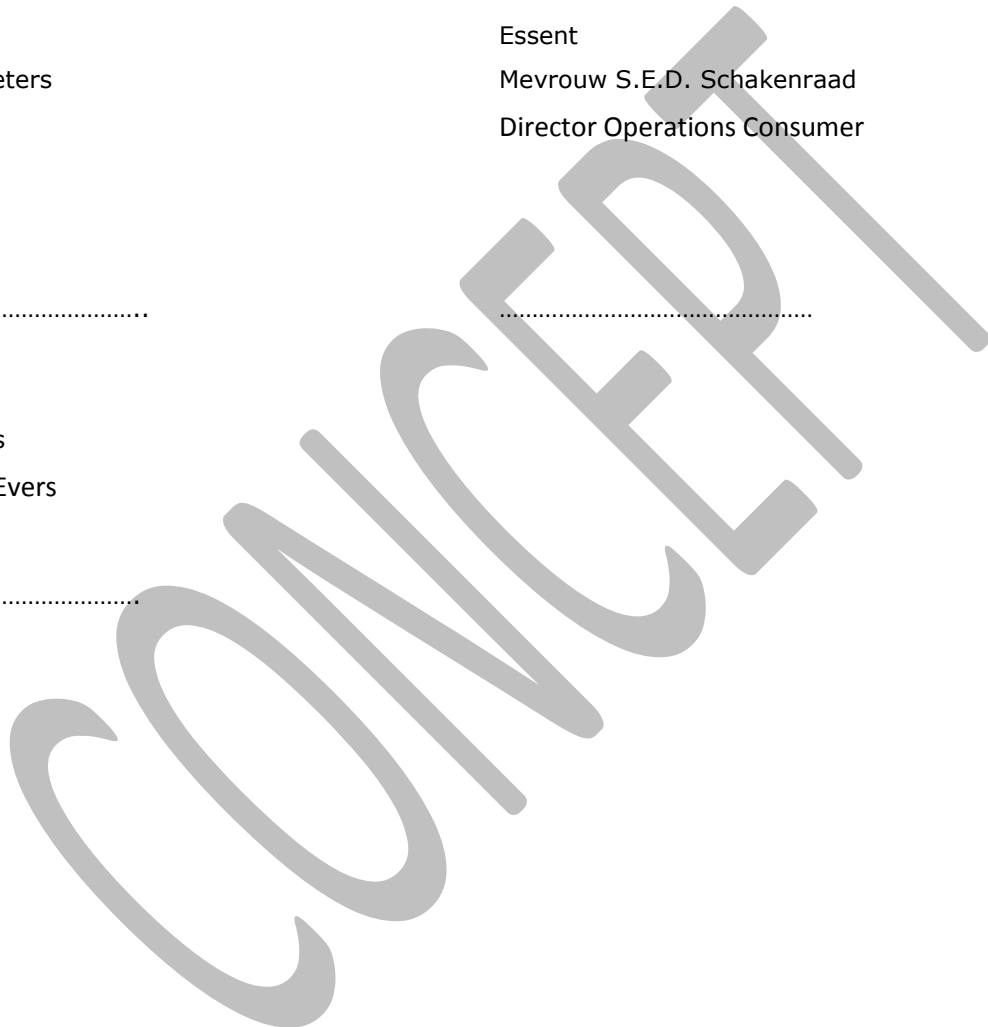 Essent
eters
Mevrouw S.E.D. Schakenraad
Director Operations Consumer
......................................
...............................................
s
Evers
.....................................
CONCEPT